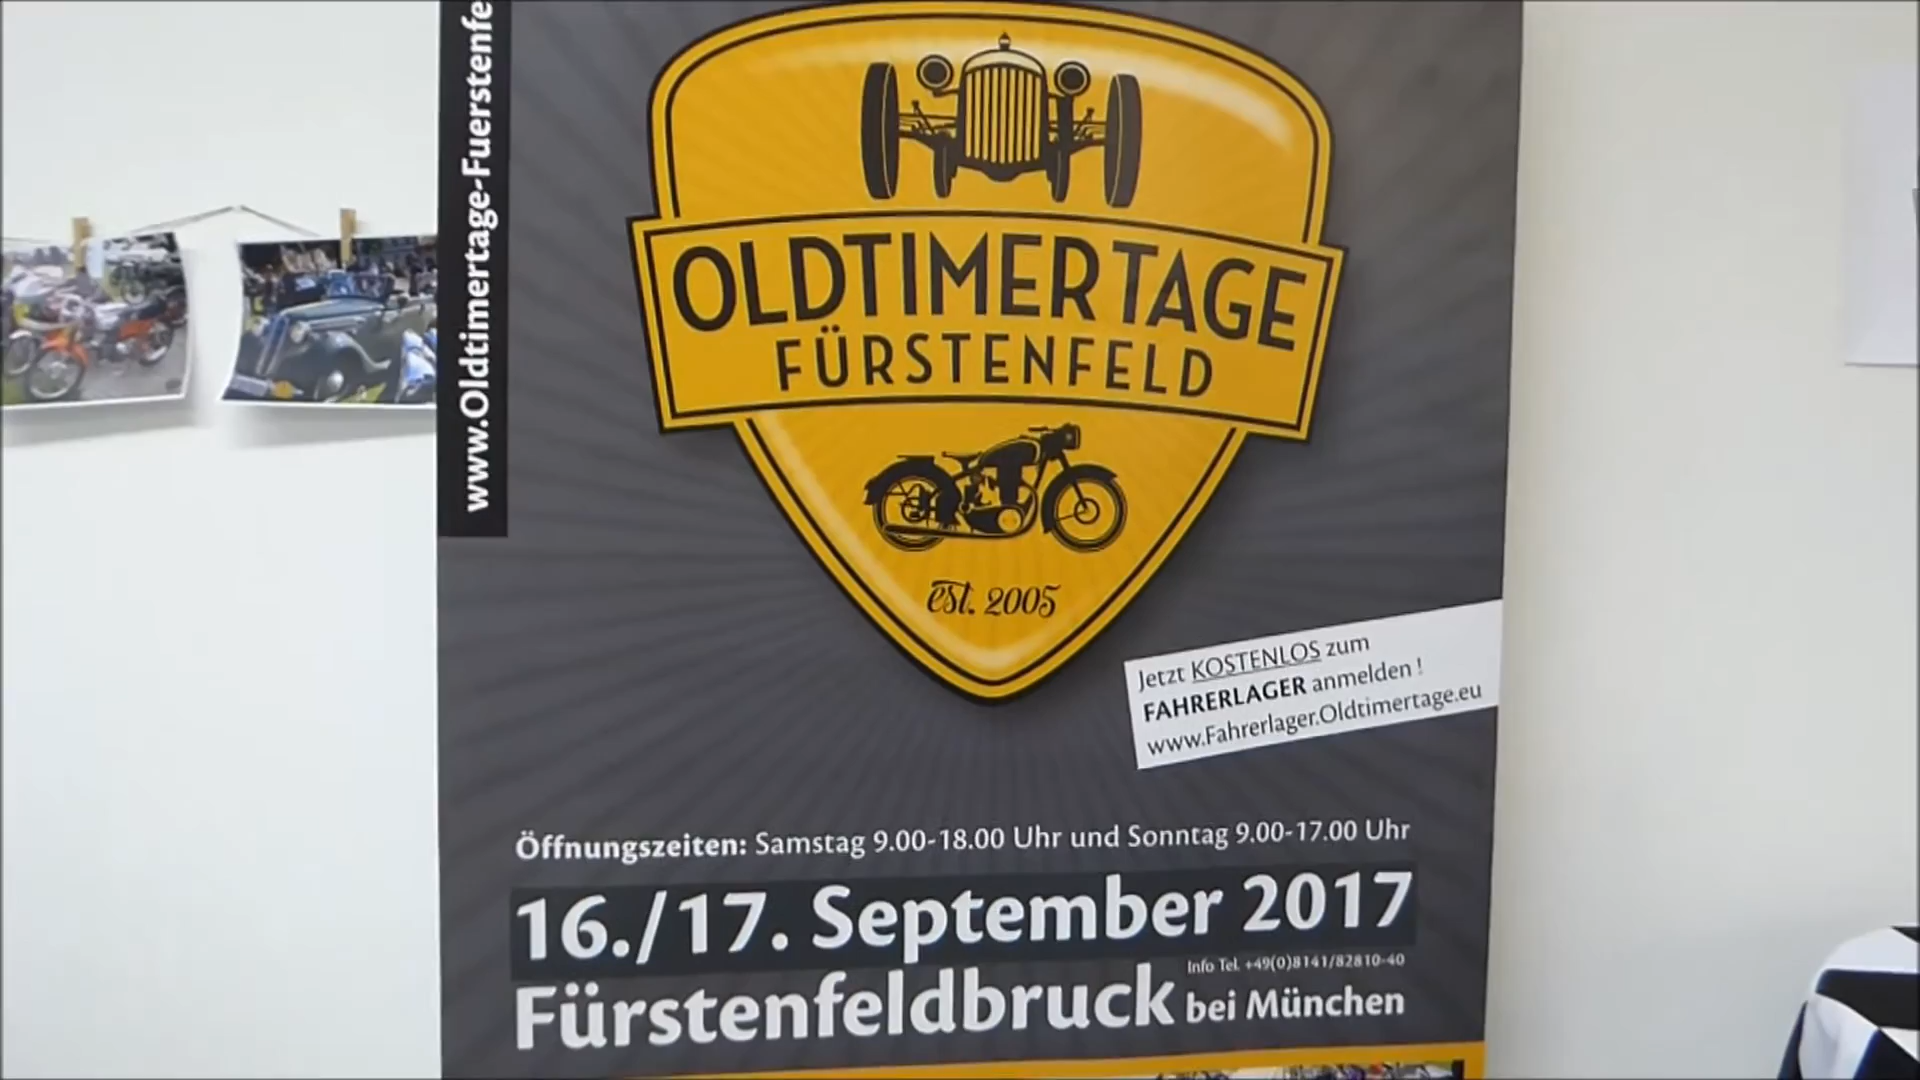 www.Oldtimertage-Fuerstenfe
OLDTIMERTAGE
FÜRSTENFELD
est. 2005
Jetzt KOSTENLOS zum
FAHRERLAGER anmelden !
www.Fahrerlager.Oldtimertage.eu
Öffnungszeiten: Samstag 9.00-18.00 Uhr und Sonntag 9.00-17.00 Uhr
16./17. September 2017
Info Tel. +49(0)8141/82810-40
Fürstenfeldbruck bei München